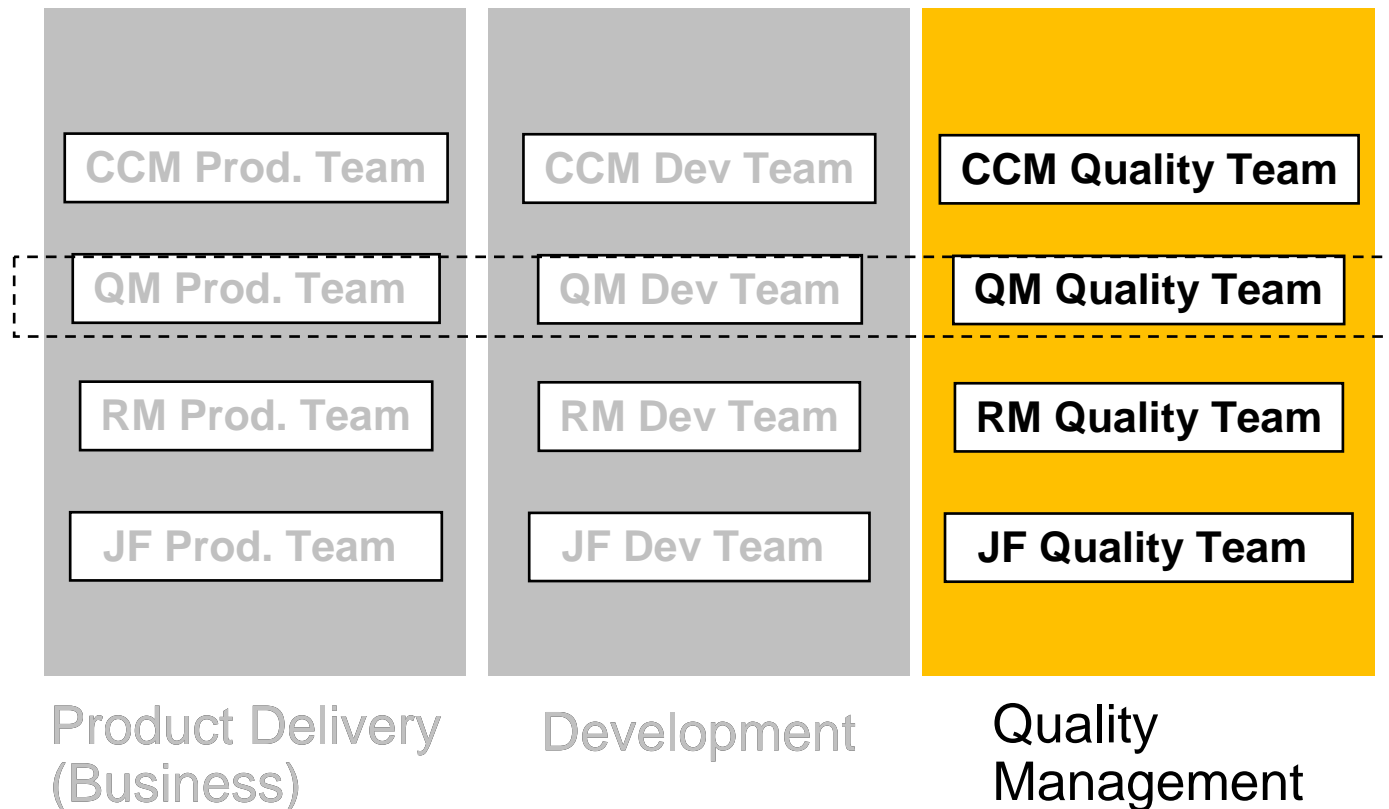 CCM Prod. Team
CCM Dev Team
CCM Quality Team
QM Prod. Team
QM Dev Team
QM Quality Team
RM Prod. Team
RM Dev Team
RM Quality Team
JF Prod. Team
JF Dev Team
JF Quality Team
Product Delivery
(Business)
Development
Quality
Management